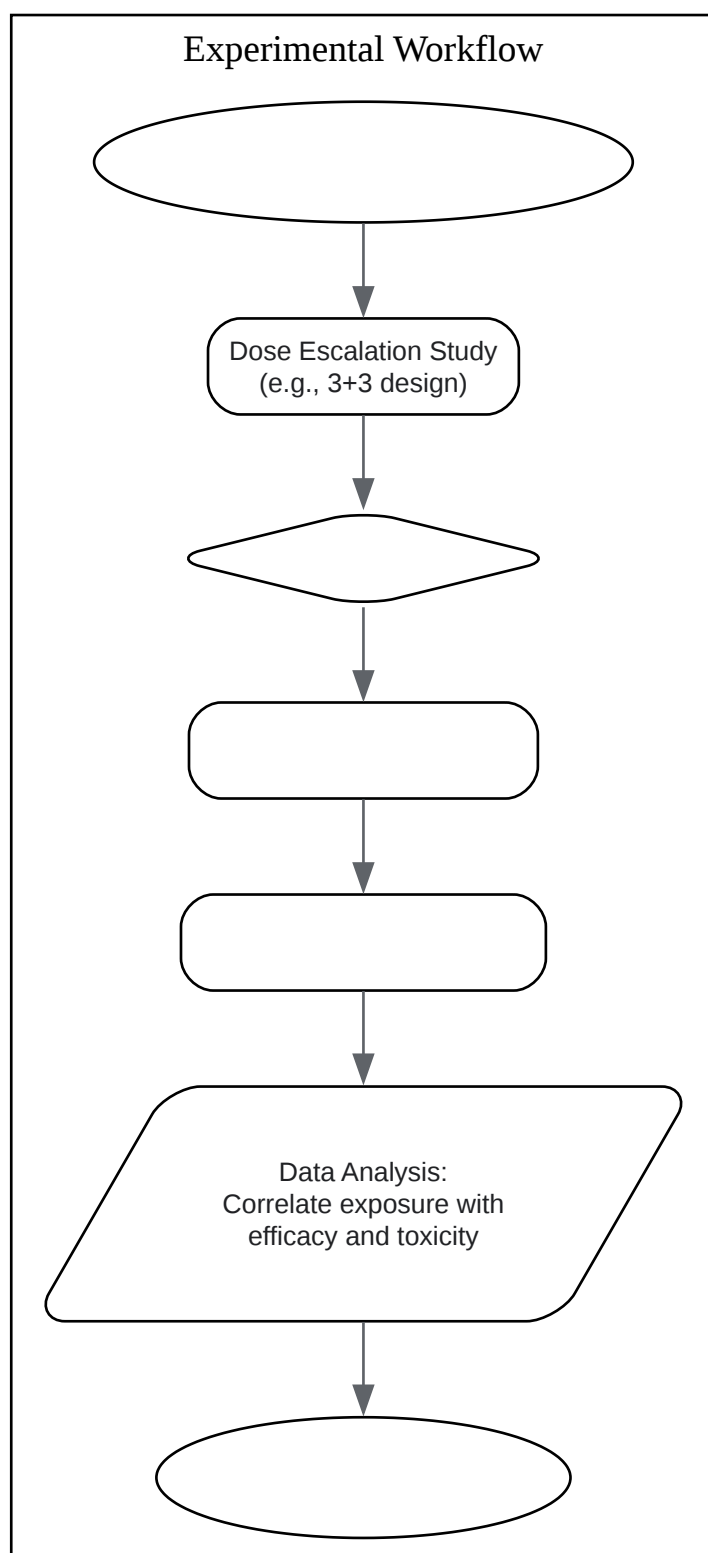 Experimental Workflow
Dose Escalation Study
(e.g., 3+3 design)
Data Analysis:
Correlate exposure with
efficacy and toxicity